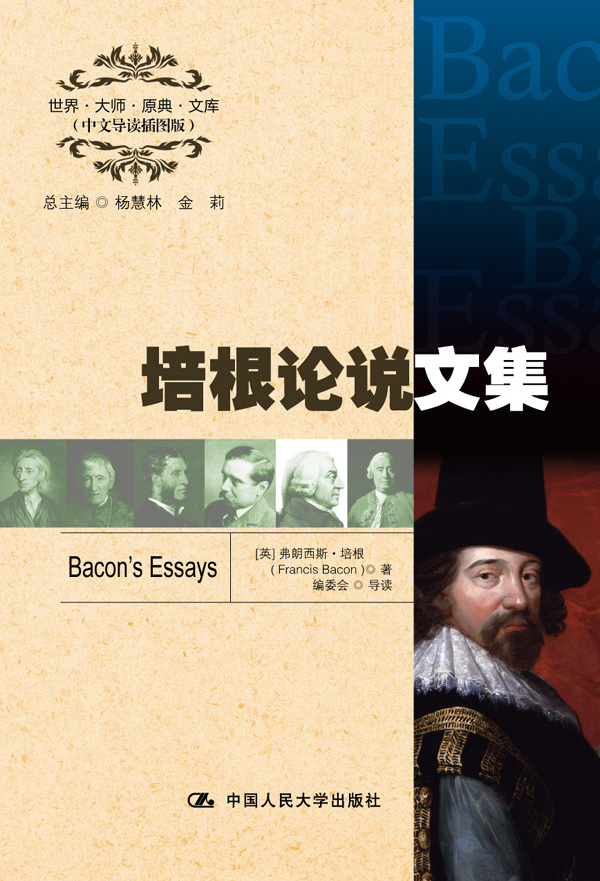 世界·大师·原典·文库
(中文导读插图版)
总主编 ◎ 杨慧林 金 莉
Bac
Essa
Ba
Essa
培根论说文集
Bacon's Essays
[英] 弗朗西斯·培根
( Francis Bacon )◎ 著
编委会 ◎ 导读
中国人民大学出版社